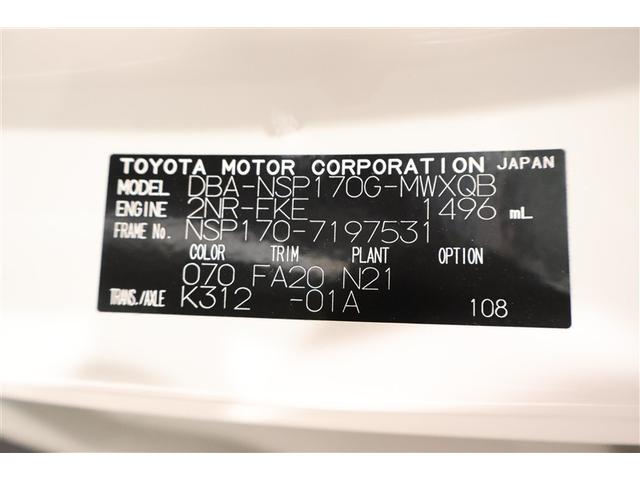 TOYOTA MOTOR CORPORATION JAPAN
MODEL DBA-NSP170G-MWXQB
ENGINE 2NR-FKE 1496 mL
FRAME No. NSP170-7197531
COLOR TRIM PLANT OPTION
070 FA20 N21
TRANS./AXLE K312 -01A 108